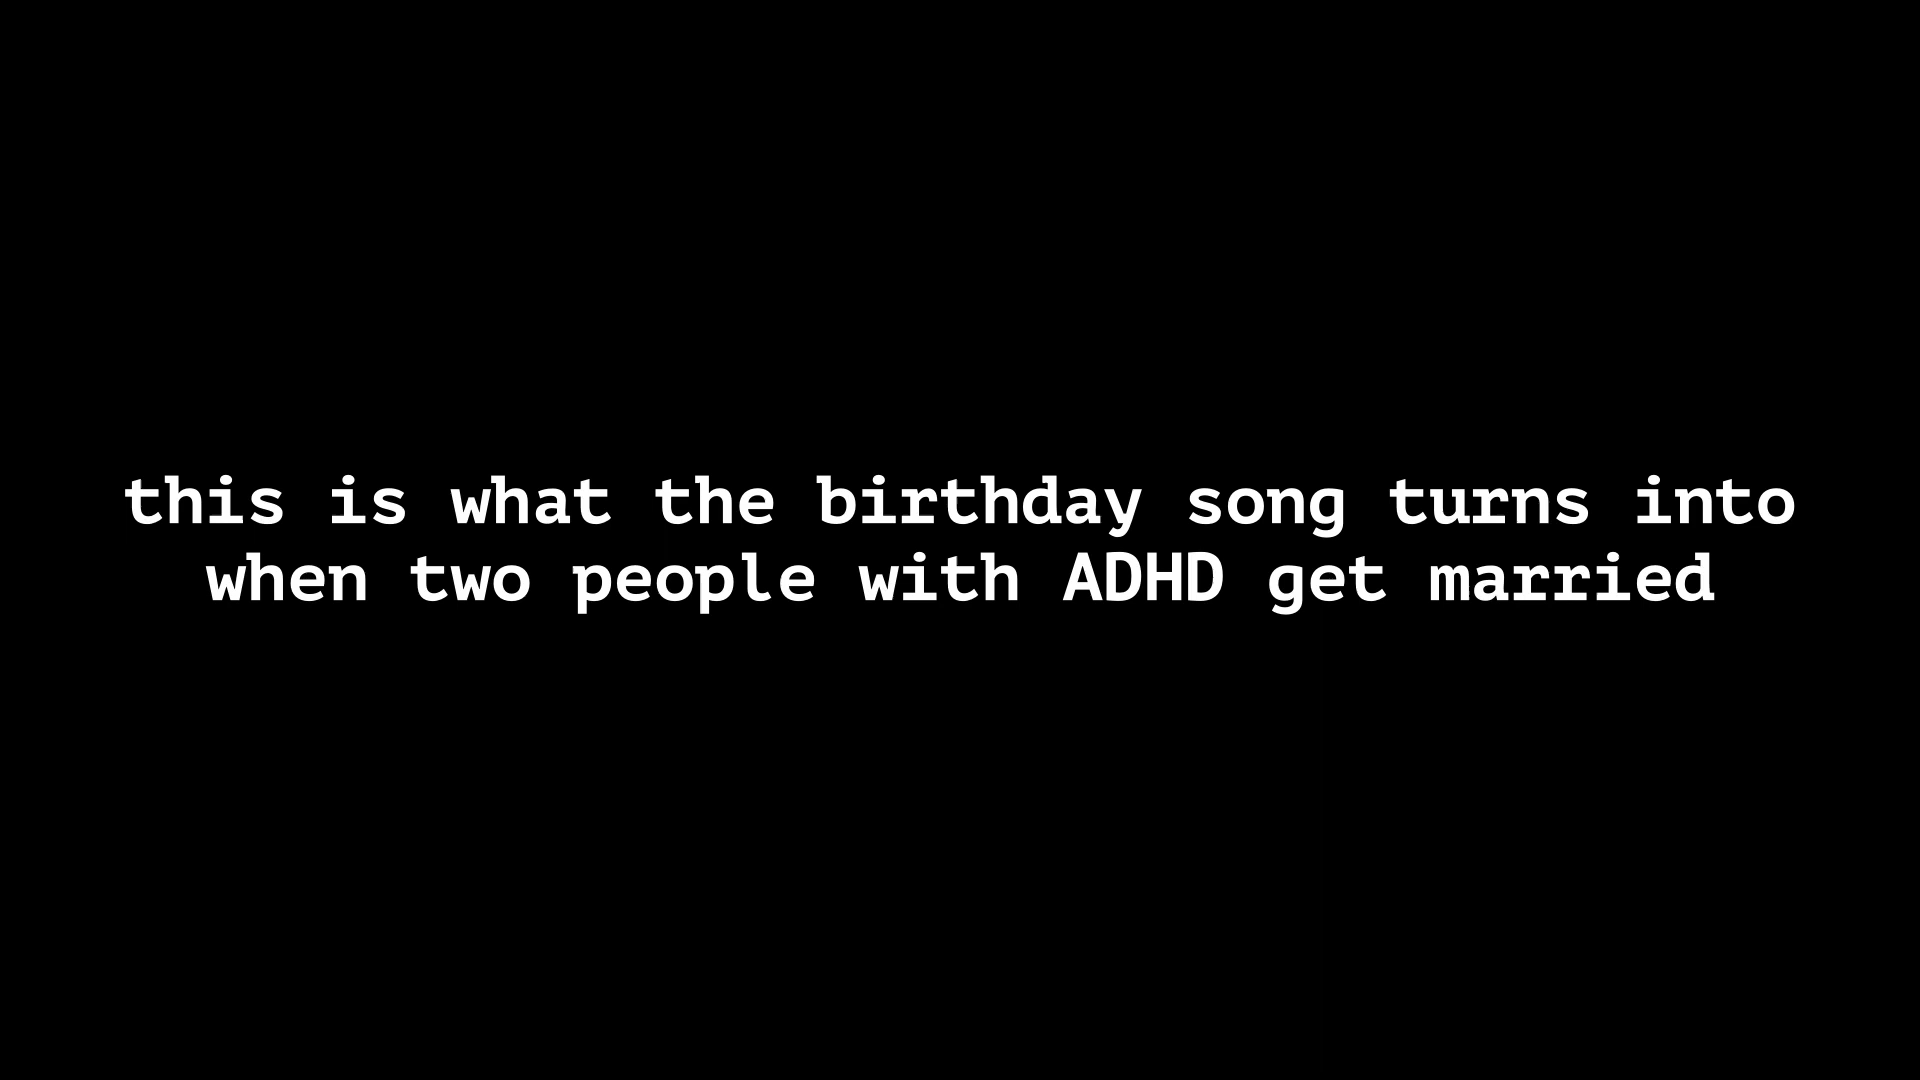 this is what the birthday song turns into
when two people with ADHD get married